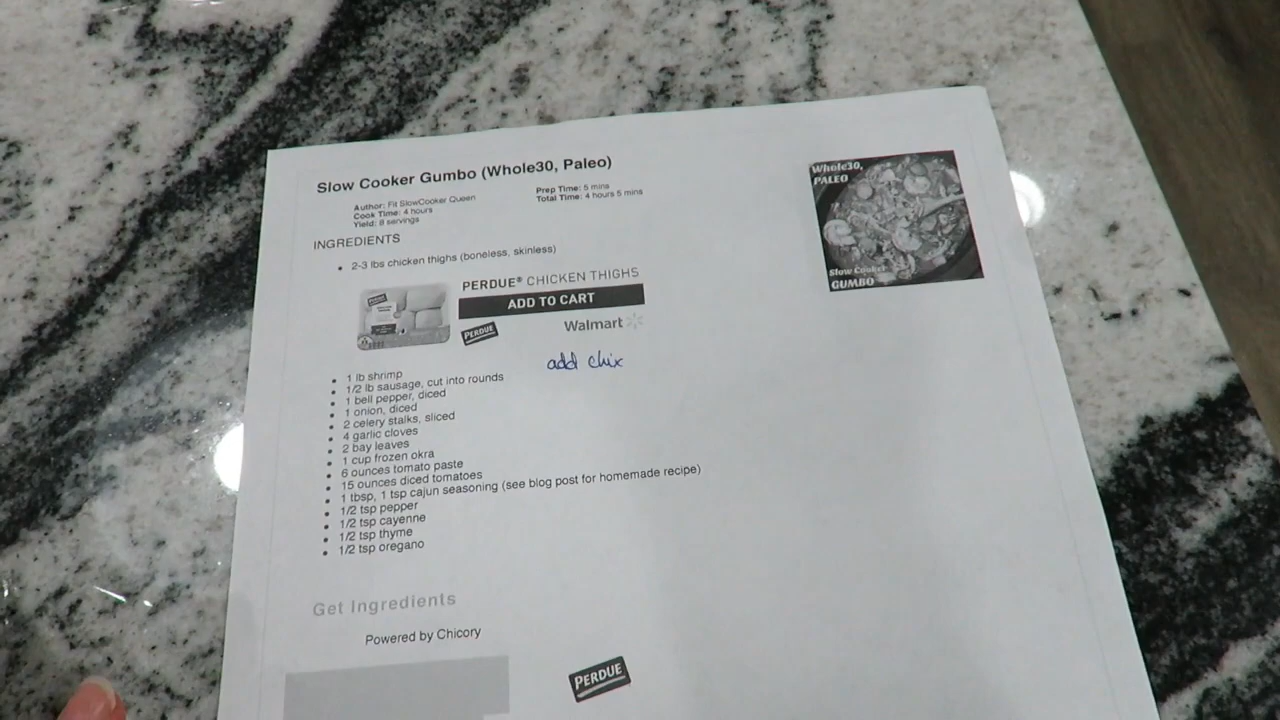 Slow Cooker Gumbo (Whole30, Paleo)
Author: Fit SlowCooker Queen
Cook Time: 4 hours
Yield: 8 servings
Prep Time: 5 mins
Total Time: 4 hours 5 mins
Whole30,
PALEO
Slow Cooker
GUMBO
INGREDIENTS
2-3 lbs chicken thighs (boneless, skinless)
PERDUE
PERDUE® CHICKEN THIGHS
ADD TO CART
PERDUE
Walmart
add chix
1 lb shrimp
1/2 lb sausage, cut into rounds
1 bell pepper, diced
1 onion, diced
2 celery stalks, sliced
4 garlic cloves
2 bay leaves
1 cup frozen okra
6 ounces tomato paste
15 ounces diced tomatoes
1 tbsp, 1 tsp cajun seasoning (see blog post for homemade recipe)
1/2 tsp pepper
1/2 tsp cayenne
1/2 tsp thyme
1/2 tsp oregano
Get Ingredients
Powered by Chicory
PERDUE